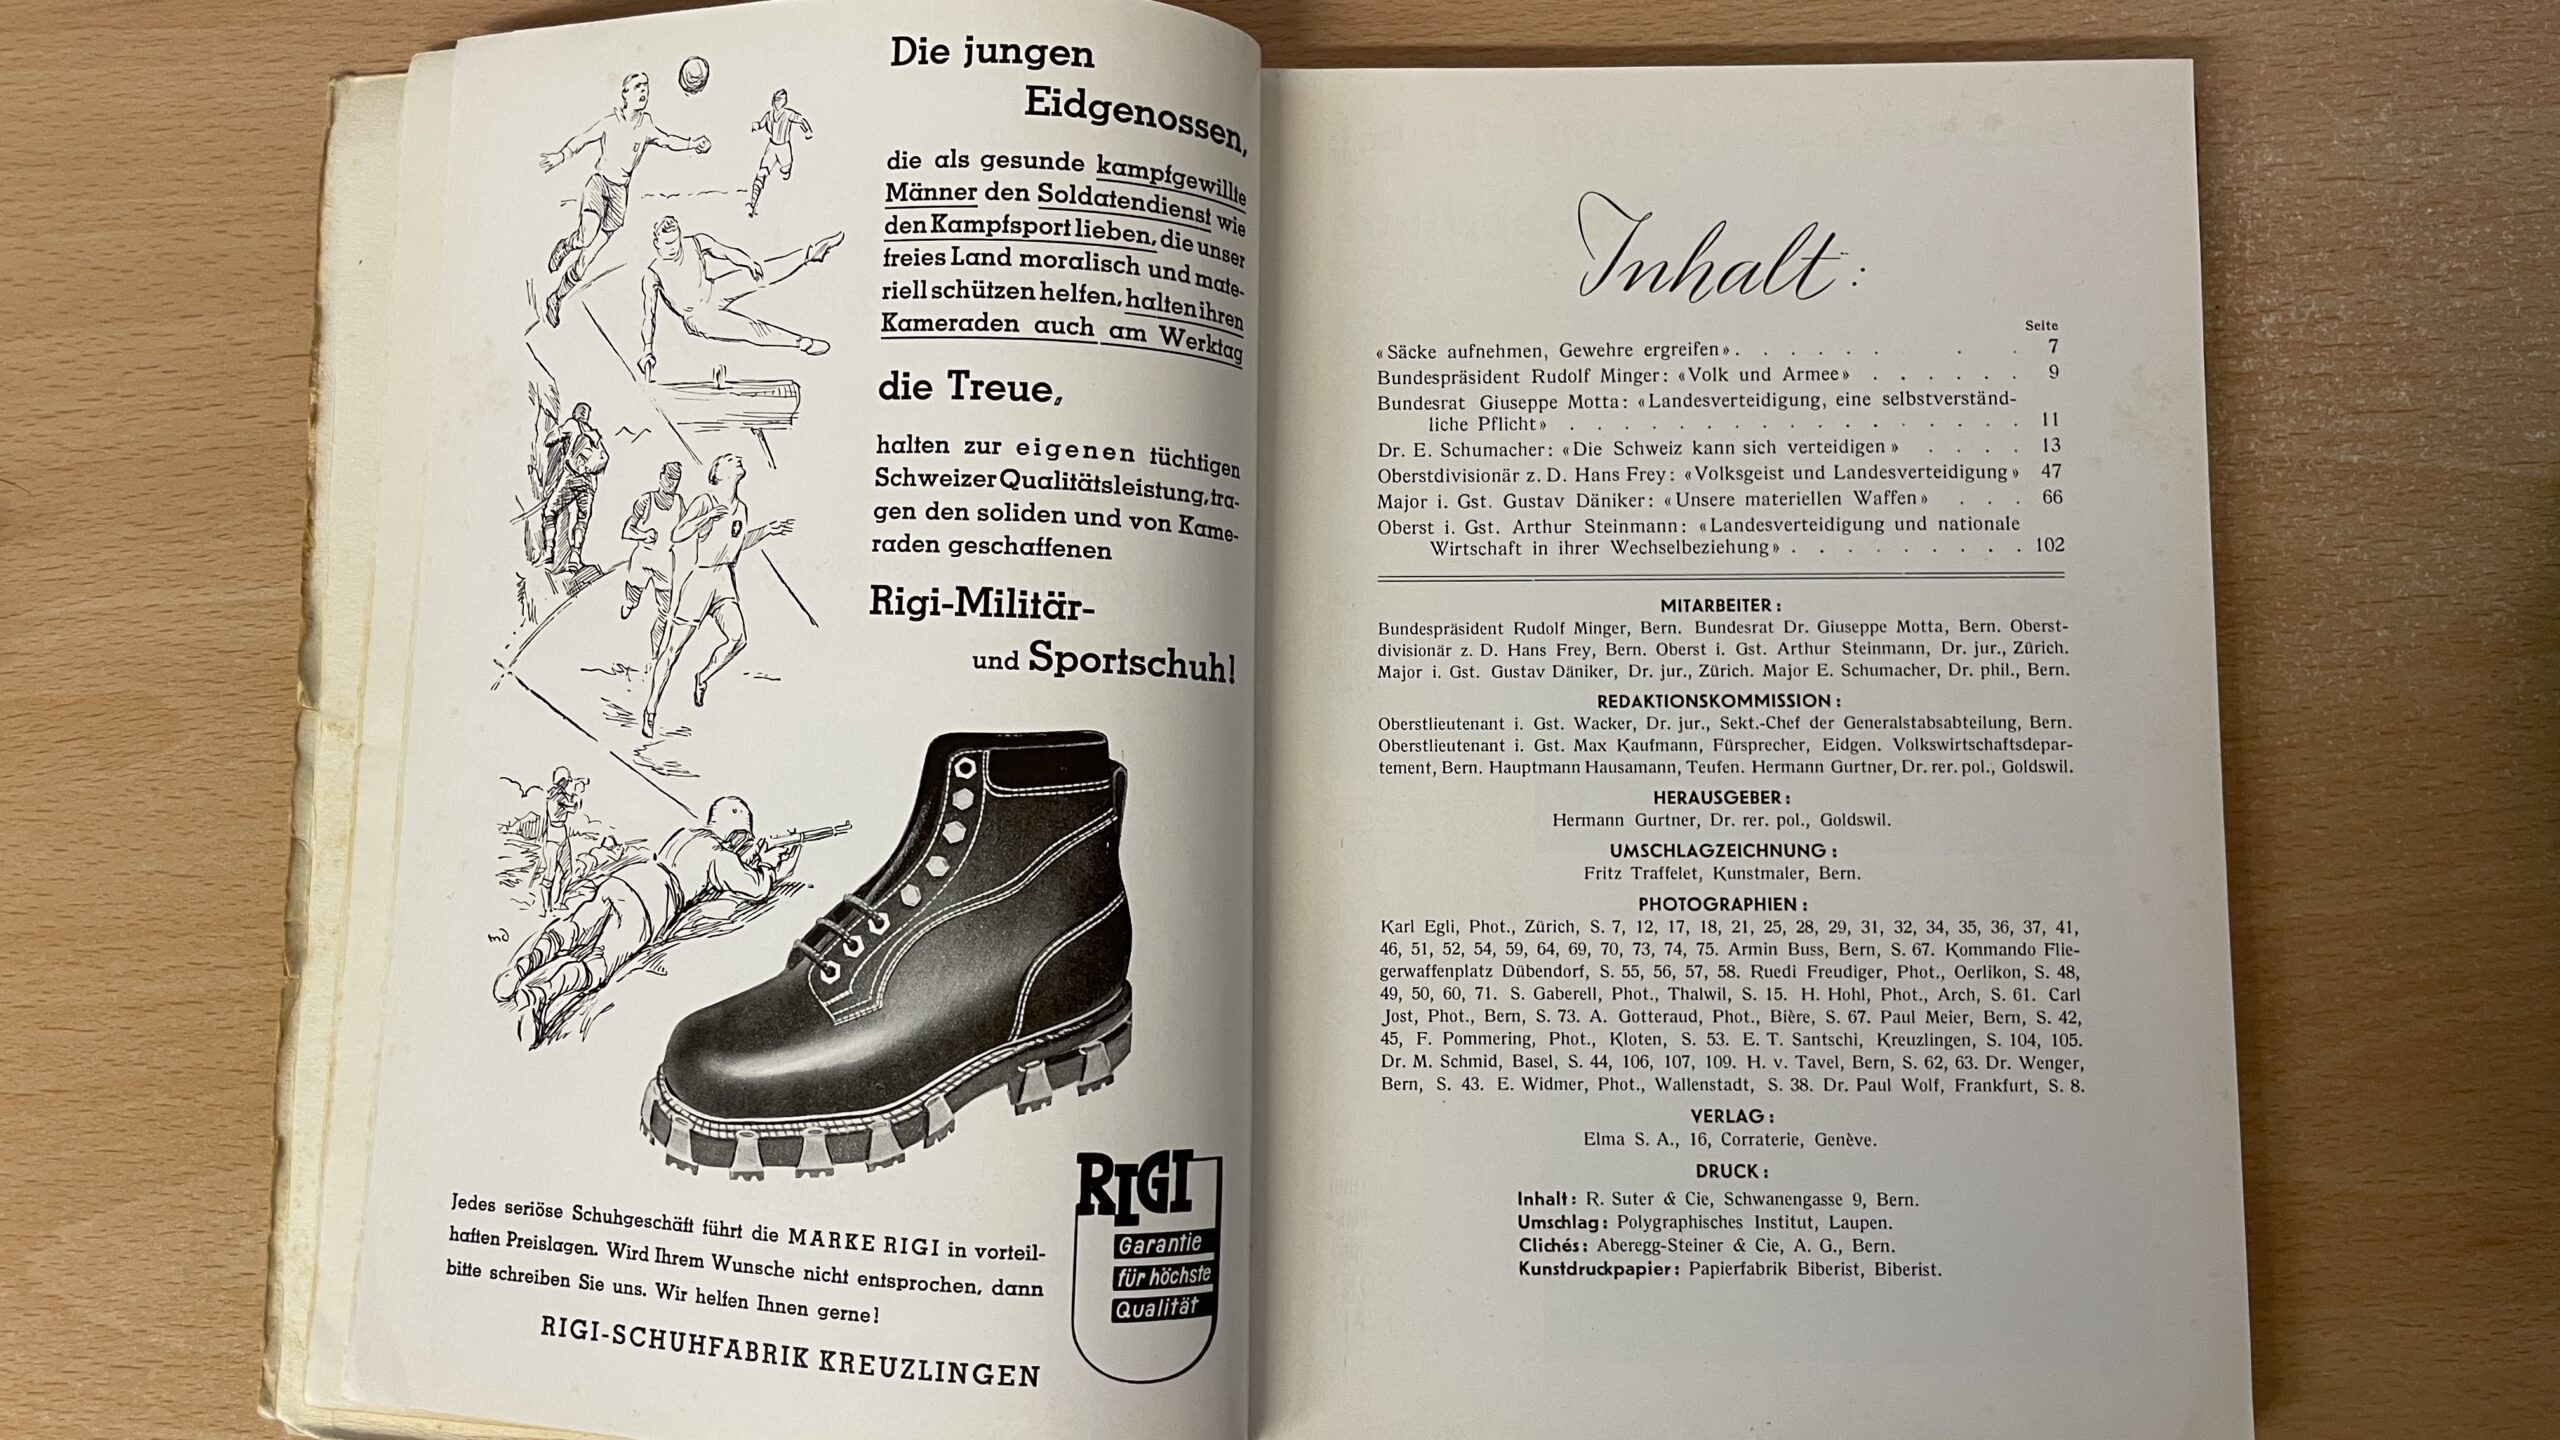 Die jungen
Eidgenossen,
die als gesunde kampfgewillte
Männer den Soldatendienst wie
den Kampfsport lieben, die unser
freies Land moralisch und mate-
riell schützen helfen, halten ihren
Kameraden auch am Werktag
die Treue,
halten zur eigenen tüchtigen
Schweizer Qualitätsleistung, tra-
gen den soliden und von Kame-
raden geschaffenen
Rigi-Militär-
und Sportschuh!
md
Jedes seriöse Schuhgeschäft führt die MARKE RIGI in vorteil-
haften Preislagen. Wird Ihrem Wunsche nicht entsprochen, dann
bitte schreiben Sie uns. Wir helfen Ihnen gerne!
RIGI-SCHUHFABRIK KREUZLINGEN
RIGI
Garantie
für höchste
Qualität
Inhalt:
Seite
«Säcke aufnehmen, Gewehre ergreifen» . . . . . . . 7
Bundespräsident Rudolf Minger: «Volk und Armee» . . . . . . 9
Bundesrat Giuseppe Motta: «Landesverteidigung, eine selbstverständ-
liche Pflicht» . . . . . . . . . . . . . . . . . 11
Dr. E. Schumacher: «Die Schweiz kann sich verteidigen» . . . . 13
Oberstdivisionär z. D. Hans Frey: «Volksgeist und Landesverteidigung» 47
Major i. Gst. Gustav Däniker: «Unsere materiellen Waffen» . . . 66
Oberst i. Gst. Arthur Steinmann: «Landesverteidigung und nationale
Wirtschaft in ihrer Wechselbeziehung» . . . . . . . . . 102
MITARBEITER:
Bundespräsident Rudolf Minger, Bern. Bundesrat Dr. Giuseppe Motta, Bern. Oberst-
divisionär z. D. Hans Frey, Bern. Oberst i. Gst. Arthur Steinmann, Dr. jur., Zürich.
Major i. Gst. Gustav Däniker, Dr. jur., Zürich. Major E. Schumacher, Dr. phil., Bern.
REDAKTIONSKOMMISSION:
Oberstlieutenant i. Gst. Wacker, Dr. jur., Sekt.-Chef der Generalstabsabteilung, Bern.
Oberstlieutenant i. Gst. Max Kaufmann, Fürsprecher, Eidgen. Volkswirtschaftsdepar-
tement, Bern. Hauptmann Hausamann, Teufen. Hermann Gurtner, Dr. rer. pol., Goldswil.
HERAUSGEBER:
Hermann Gurtner, Dr. rer. pol., Goldswil.
UMSCHLAGZEICHNUNG:
Fritz Traffelet, Kunstmaler, Bern.
PHOTOGRAPHIEN:
Karl Egli, Phot., Zürich, S. 7, 12, 17, 18, 21, 25, 28, 29, 31, 32, 34, 35, 36, 37, 41,
46, 51, 52, 54, 59, 64, 69, 70, 73, 74, 75. Armin Buss, Bern, S. 67. Kommando Flie-
gerwaffenplatz Dübendorf, S. 55, 56, 57, 58. Ruedi Freudiger, Phot., Oerlikon, S. 48,
49, 50, 60, 71. S. Gaberell, Phot., Thalwil, S. 15. H. Hohl, Phot., Arch, S. 61. Carl
Jost, Phot., Bern, S. 73. A. Gotteraud, Phot., Bière, S. 67. Paul Meier, Bern, S. 42,
45, F. Pommering, Phot., Kloten, S. 53. E. T. Santschi, Kreuzlingen, S. 104, 105.
Dr. M. Schmid, Basel, S. 44, 106, 107, 109. H. v. Tavel, Bern, S. 62, 63. Dr. Wenger,
Bern, S. 43. E. Widmer, Phot., Wallenstadt, S. 38. Dr. Paul Wolf, Frankfurt, S. 8.
VERLAG:
Elma S. A., 16, Corraterie, Genève.
DRUCK:
Inhalt: R. Suter & Cie, Schwanengasse 9, Bern.
Umschlag: Polygraphisches Institut, Laupen.
Clichés: Aberegg-Steiner & Cie, A. G., Bern.
Kunstdruckpapier: Papierfabrik Biberist, Biberist.